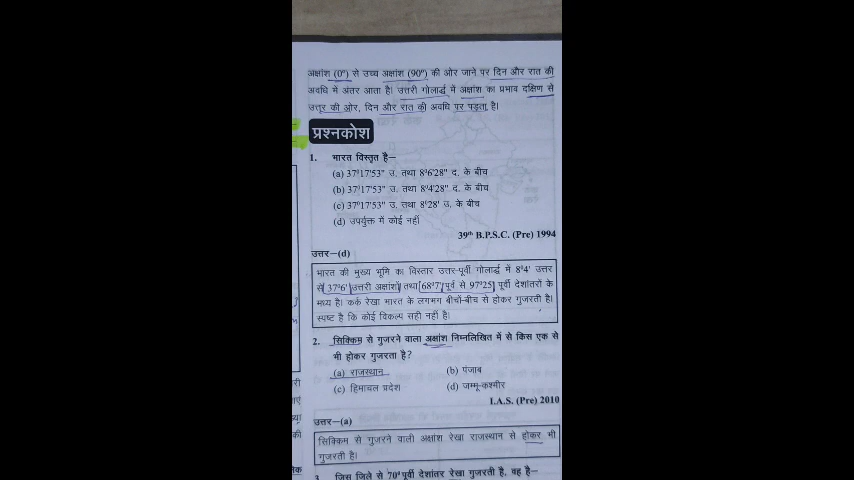 अक्षांश (0°) से उच्च अक्षांश (90°) की ओर जाने पर दिन और रात की
अवधि में अंतर आता है। उत्तरी गोलार्द्ध में अक्षांश का प्रभाव दक्षिण से
उत्तर की ओर, दिन और रात की अवधि पर पड़ता है।
प्रश्नकोश
1. भारत विस्तृत है—
(a) 37°17'53" उ. तथा 8°6'28" द. के बीच
(b) 37°17'53" उ. तथा 8°4'28" द. के बीच
(c) 37°17'53" उ. तथा 8°28' उ. के बीच
(d) उपर्युक्त में कोई नहीं
39th B.P.S.C. (Pre) 1994
उत्तर—(d)
भारत की मुख्य भूमि का विस्तार उत्तर-पूर्वी गोलार्द्ध में 8°4' उत्तर
से 37°6' उत्तरी अक्षांशों तथा 68°7' पूर्व से 97°25' पूर्वी देशांतरों के
मध्य है। कर्क रेखा भारत के लगभग बीचों-बीच से होकर गुजरती है।
स्पष्ट है कि कोई विकल्प सही नहीं है।
2. सिक्किम से गुजरने वाला अक्षांश निम्नलिखित में से किस एक से
भी होकर गुजरता है?
(a) राजस्थान (b) पंजाब
(c) हिमाचल प्रदेश (d) जम्मू-कश्मीर
I.A.S. (Pre) 2010
उत्तर—(a)
सिक्किम से गुजरने वाली अक्षांश रेखा राजस्थान से होकर भी
गुजरती है।
3. जिस जिले से 70° पूर्वी देशांतर रेखा गुजरती है, वह है—